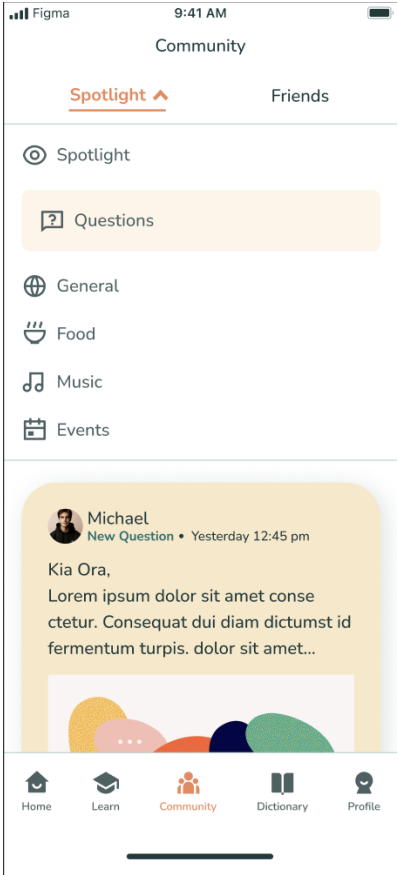 Figma 9:41 AM
Community
Spotlight Friends
Spotlight
Questions
General
Food
Music
Events
Michael
New Question • Yesterday 12:45 pm
Kia Ora,
Lorem ipsum dolor sit amet conse
ctetur. Consequat dui diam dictumst id
fermentum turpis. dolor sit amet...
Home Learn Community Dictionary Profile